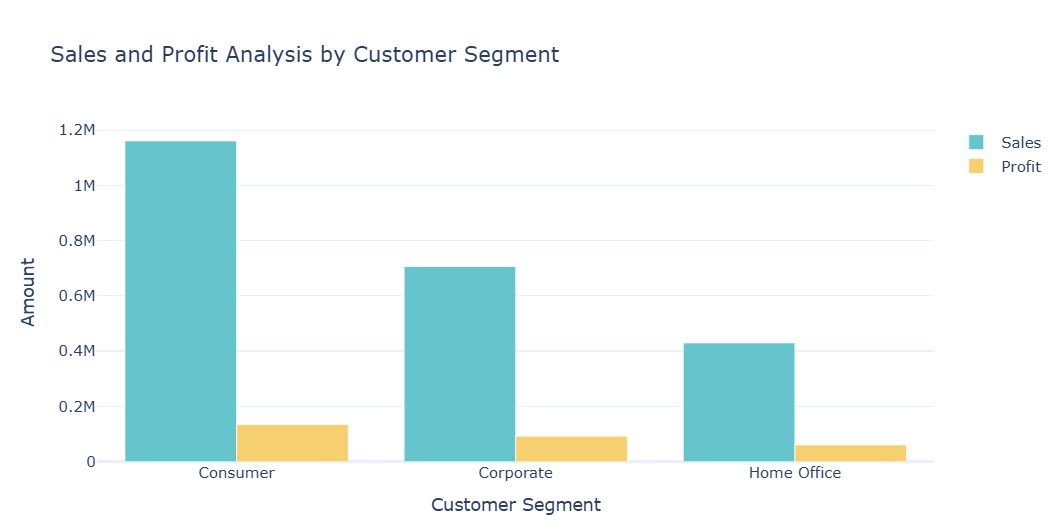 Sales and Profit Analysis by Customer Segment
1.2M
1M
0.8M
0.6M
0.4M
0.2M
0
Amount
Consumer
Corporate
Home Office
Customer Segment
Sales
Profit